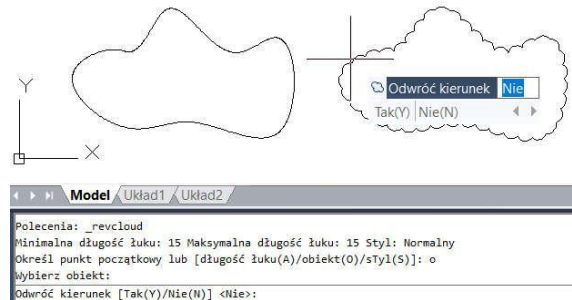 Odwróć kierunek Nie
Tak(Y) Nie(N)
Y
X
Model Układ1 Układ2
Polecenia: _revcloud
Minimalna długość łuku: 15 Maksymalna długość łuku: 15 Styl: Normalny
Określ punkt początkowy lub [długość łuku(A)/obiekt(O)/sTyl(S)]: o
Wybierz obiekt:
Odwróć kierunek [Tak(Y)/Nie(N)] <Nie>: